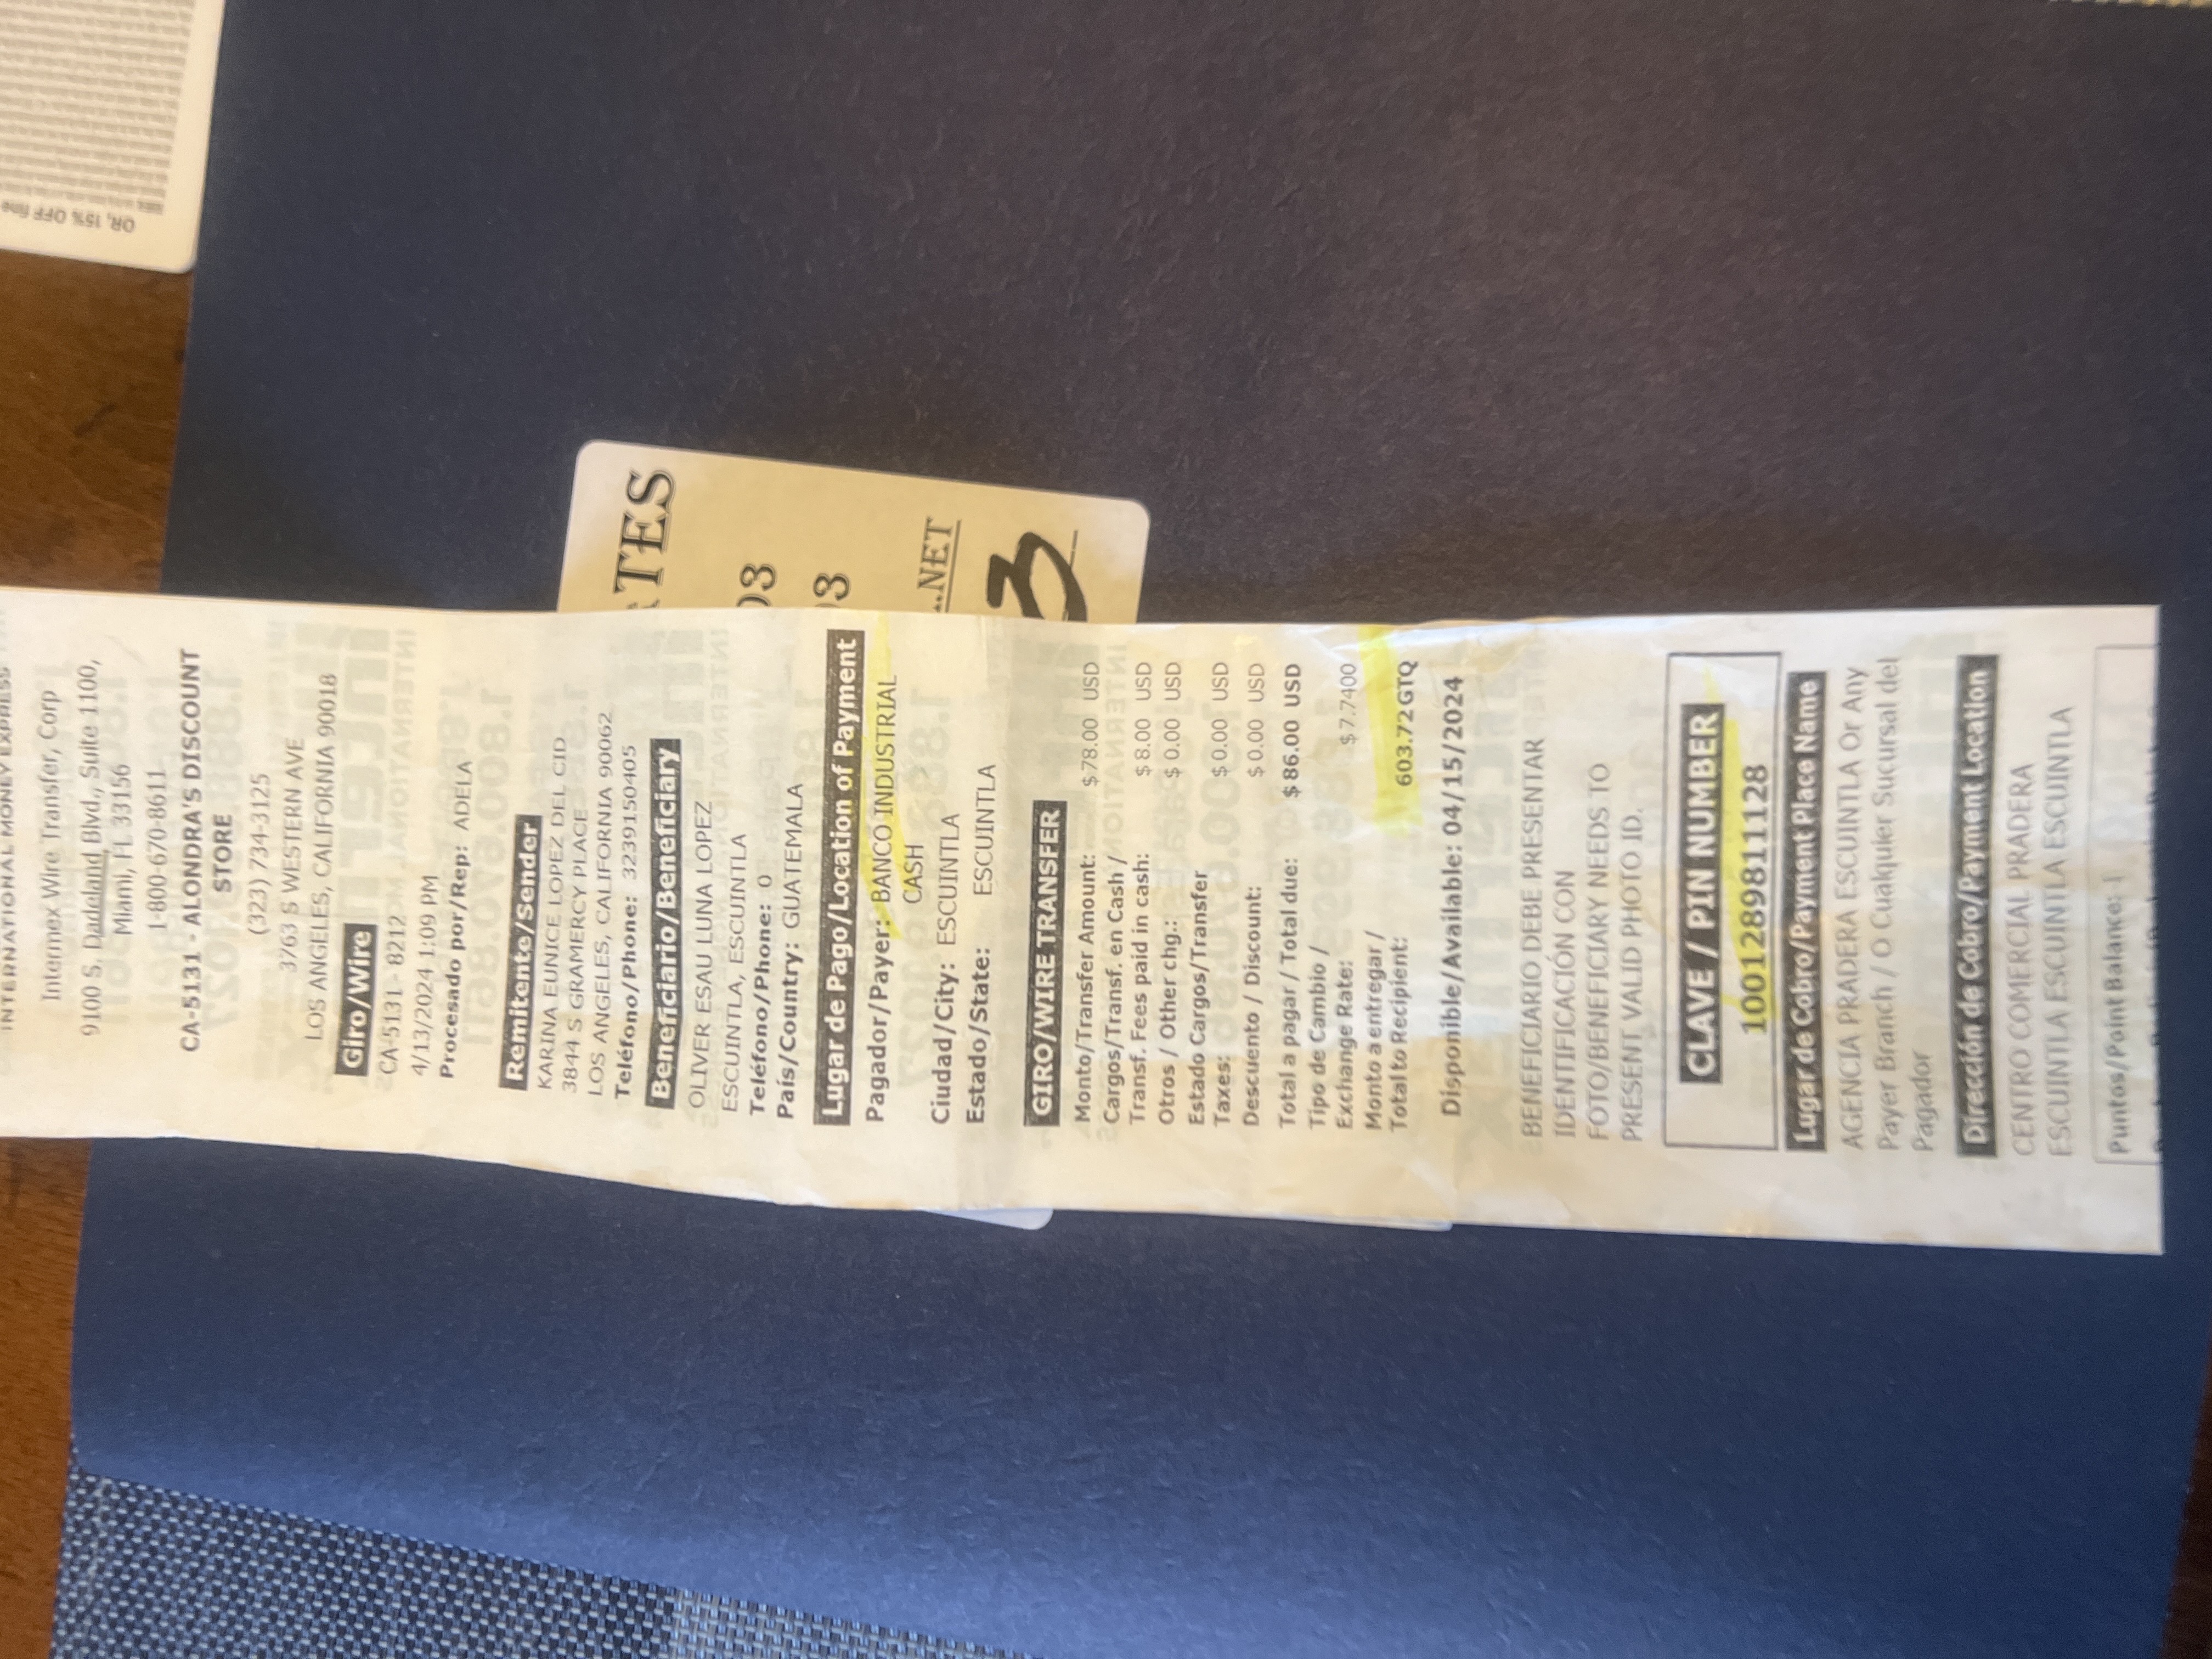 OR, 15% OFF fine
INTERNATIONAL MONEY EXPRESS
Intermex Wire Transfer, Corp
9100 S. Dadeland Blvd., Suite 1100,
Miami, FL 33156
1-800-670-8611
CA-5131 - ALONDRA'S DISCOUNT
STORE
(323) 734-3125
3763 S WESTERN AVE
LOS ANGELES, CALIFORNIA 90018
Giro/Wire
CA-5131- 8212
4/13/2024 1:09 PM
Procesado por/Rep: ADELA
Remitente/Sender
KARINA EUNICE LOPEZ DEL CID
3844 S GRAMERCY PLACE
LOS ANGELES, CALIFORNIA 90062
Teléfono/Phone: 3239150405
Beneficiario/Beneficiary
OLIVER ESAU LUNA LOPEZ
ESCUINTLA, ESCUINTLA
Teléfono/Phone: 0
País/Country: GUATEMALA
Lugar de Pago/Location of Payment
Pagador/Payer: BANCO INDUSTRIAL
CASH
Ciudad/City: ESCUINTLA
Estado/State: ESCUINTLA
GIRO/WIRE TRANSFER
Monto/Transfer Amount: $ 78.00 USD
Cargos/Transf. en Cash /
Transf. Fees paid in cash: $ 8.00 USD
Otros / Other chg.: $ 0.00 USD
Estado Cargos/Transfer
Taxes: $ 0.00 USD
Descuento / Discount: $ 0.00 USD
Total a pagar / Total due: $ 86.00 USD
Tipo de Cambio /
Exchange Rate: $ 7.7400
Monto a entregar /
Total to Recipient: 603.72GTQ
Disponible/Available: 04/15/2024
BENEFICIARIO DEBE PRESENTAR
IDENTIFICACIÓN CON
FOTO/BENEFICIARY NEEDS TO
PRESENT VALID PHOTO ID.
CLAVE / PIN NUMBER
100128981128
Lugar de Cobro/Payment Place Name
AGENCIA PRADERA ESCUINTLA Or Any
Payer Branch / O Cualquier Sucursal del
Pagador
Dirección de Cobro/Payment Location
CENTRO COMERCIAL PRADERA
ESCUINTLA ESCUINTLA ESCUINTLA
Puntos/Point Balance: 1
ATES
03
3
.NET
3